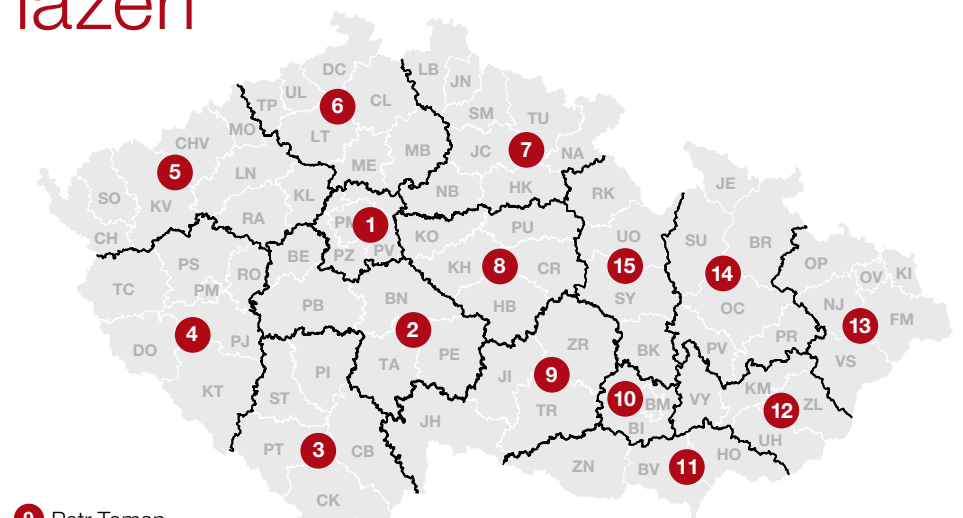 lázeň
DC
LB
JN
UL
CL
TP
6
SM
TU
MO
LT
CHV
MB
JC
7
NA
ME
5
LN
HK
JE
NB
RK
KL
SO
KV
RA
PM
1
PU
KO
UO
SU
BR
CH
PZ
PV
BE
PS
RO
OP
KH
8
CR
15
14
OV
KI
TC
PM
PB
BN
HB
SY
OC
NJ
FM
2
13
4
PJ
PR
DO
ZR
BK
PV
PE
VS
TA
JI
9
PI
KT
ST
10
BM
VY
KM
12
ZL
TR
JH
BI
UH
PT
3
CB
HO
ZN
BV
11
CK
9 Petr Toman